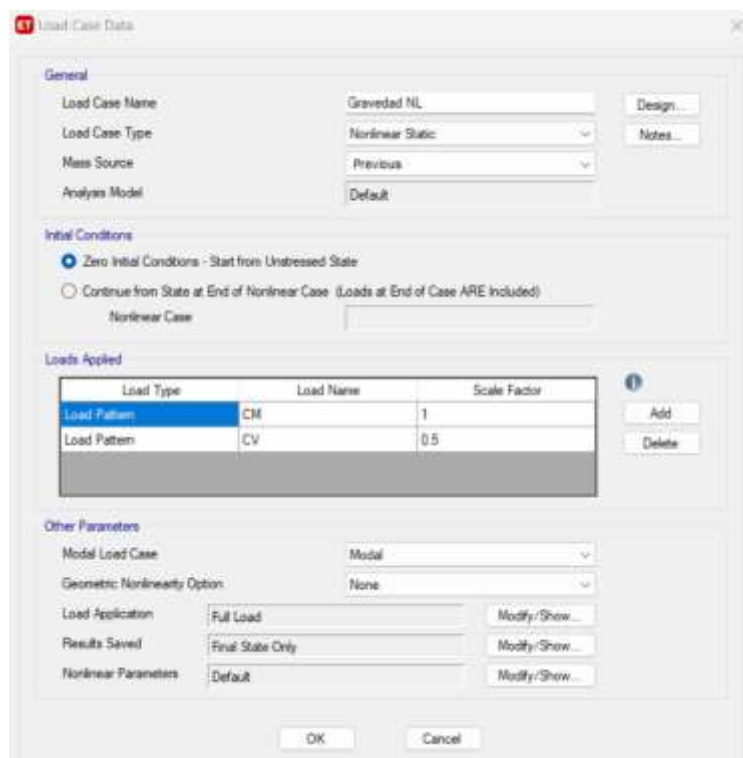 ET Load Case Data
General
Load Case Name Gravedad NL Design...
Load Case Type Nonlinear Static Notes...
Mass Source Previous
Analysis Model Default
Initial Conditions
Zero Initial Conditions - Start from Unstressed State
Continue from State at End of Nonlinear Case (Loads at End of Case ARE Included)
Nonlinear Case
Loads Applied
Load Type Load Name Scale Factor
Load Pattern CM 1 Add
Load Pattern CV 0.5 Delete
Other Parameters
Modal Load Case Modal
Geometric Nonlinearity Option None
Load Application Full Load Modify/Show...
Results Saved Final State Only Modify/Show...
Nonlinear Parameters Default Modify/Show...
OK Cancel